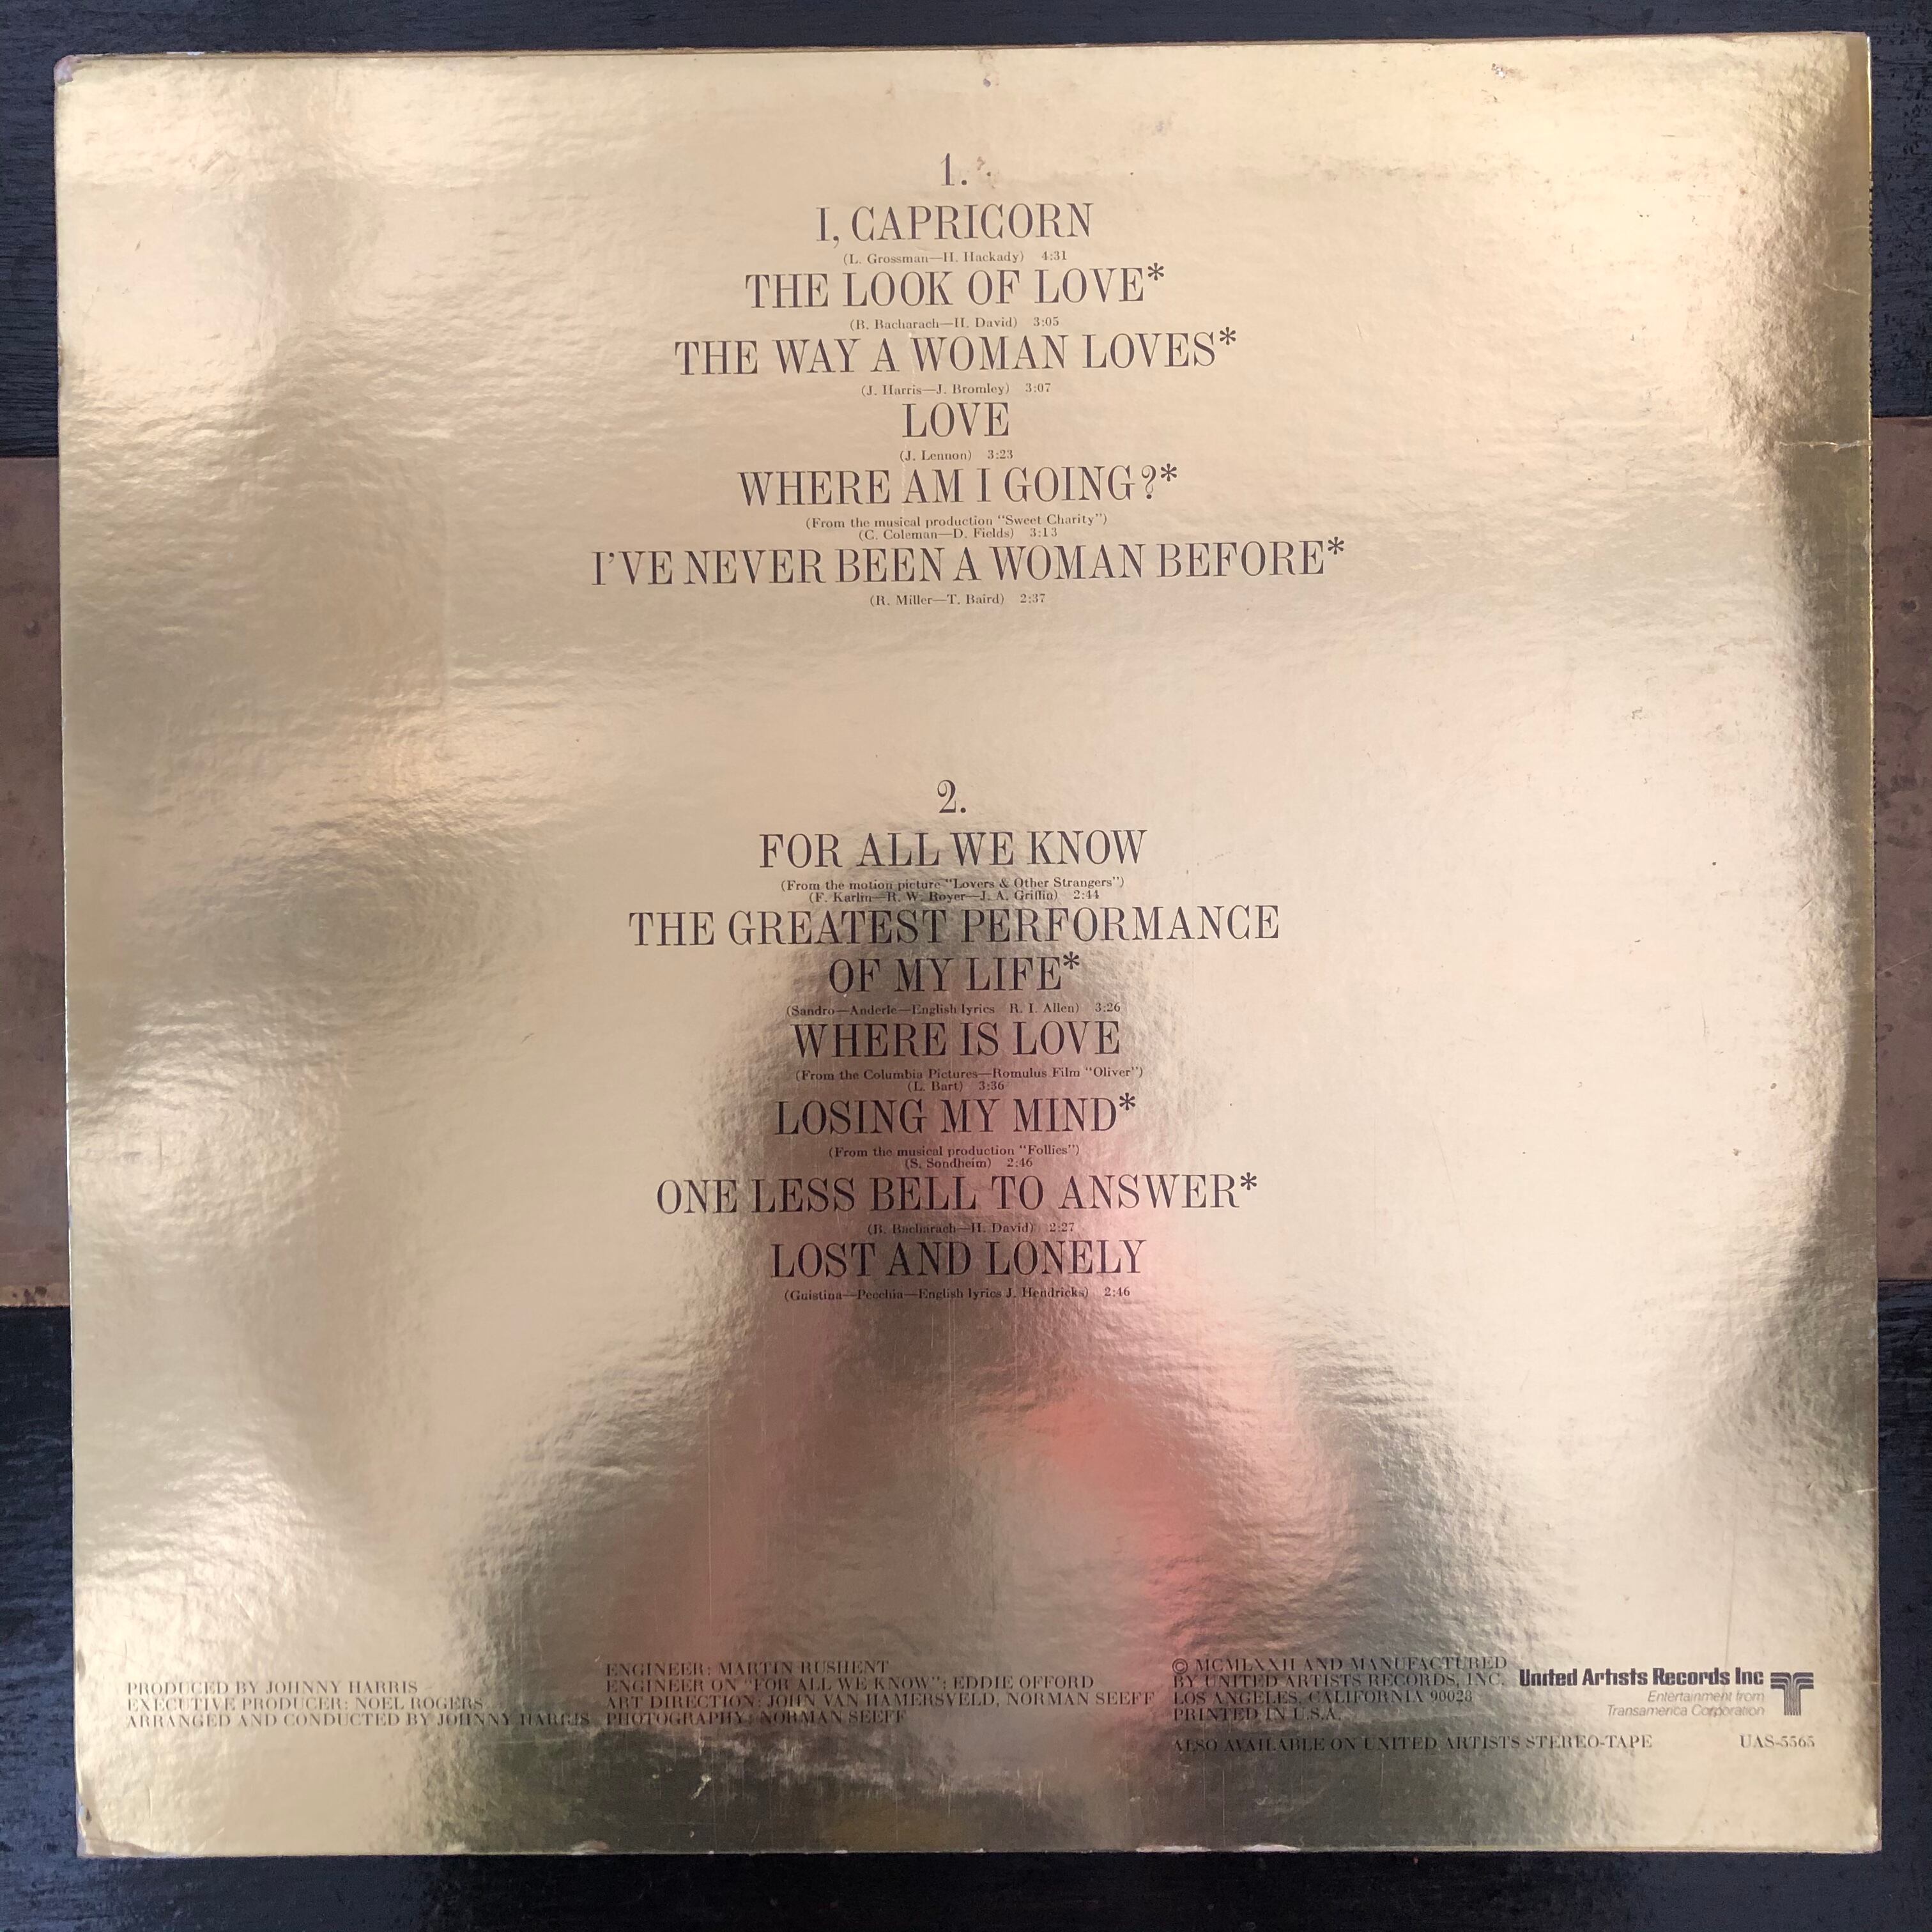 1.
I, CAPRICORN
(L. Grossman—H. Hackady) 4:31
THE LOOK OF LOVE*
(B. Bacharach—H. David) 3:05
THE WAY A WOMAN LOVES*
(J. Harris—J. Bromley) 3:07
LOVE
(J. Lennon) 3:23
WHERE AM I GOING?*
(From the musical production "Sweet Charity")
(C. Coleman—D. Fields) 3:13
I'VE NEVER BEEN A WOMAN BEFORE*
(R. Miller—T. Baird) 2:37
2.
FOR ALL WE KNOW
(From the motion picture "Lovers & Other Strangers")
(F. Karlin—R. W. Royer—J. A. Griffin) 2:44
THE GREATEST PERFORMANCE
OF MY LIFE*
(Sandro—Anderle—English lyrics R. I. Allen) 3:26
WHERE IS LOVE
(From the Columbia Pictures—Romulus Film "Oliver")
(L. Bart) 3:36
LOSING MY MIND*
(From the musical production "Follies")
(S. Sondheim) 2:46
ONE LESS BELL TO ANSWER*
(B. Bacharach—H. David) 2:27
LOST AND LONELY
(Guistina—Pecchia—English lyrics J. Hendricks) 2:46
PRODUCED BY JOHNNY HARRIS
EXECUTIVE PRODUCER: NOEL ROGERS
ARRANGED AND CONDUCTED BY JOHNNY HARRIS
ENGINEER: MARTIN RUSHENT
ENGINEER ON "FOR ALL WE KNOW": EDDIE OFFORD
ART DIRECTION: JOHN VAN HAMERSVELD, NORMAN SEEFF
PHOTOGRAPHY: NORMAN SEEFF
© MCMLXXII AND MANUFACTURED
BY UNITED ARTISTS RECORDS, INC.
LOS ANGELES, CALIFORNIA 90028
PRINTED IN U.S.A.
ALSO AVAILABLE ON UNITED ARTISTS STEREO-TAPE
United Artists Records Inc
Entertainment from
Transamerica Corporation
UAS-5565